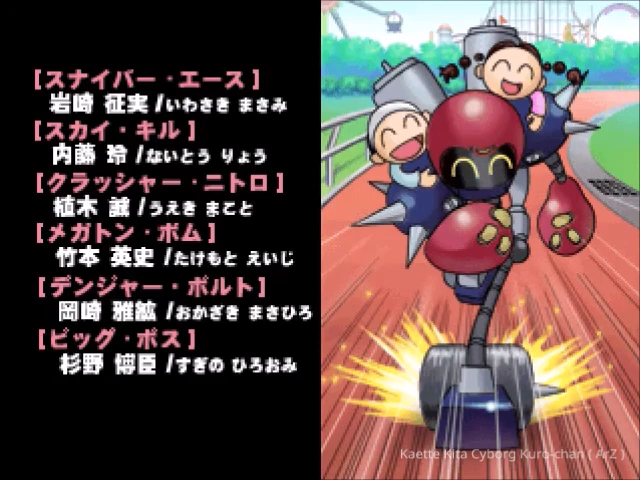 【スナイパー・エース】
岩崎 征実/いわさき まさみ
【スカイ・キル】
内藤 玲/ないとう りょう
【クラッシャー・ニトロ】
植木 誠/うえき まこと
【メガトン・ボム】
竹本 英史/たけもと えいじ
【デンジャー・ボルト】
岡崎 雅紘/おかざき まさひろ
【ビッグ・ボス】
杉野 博臣/すぎの ひろおみ
Kaette Kita Cyborg Kuro-chan ( ArZ )